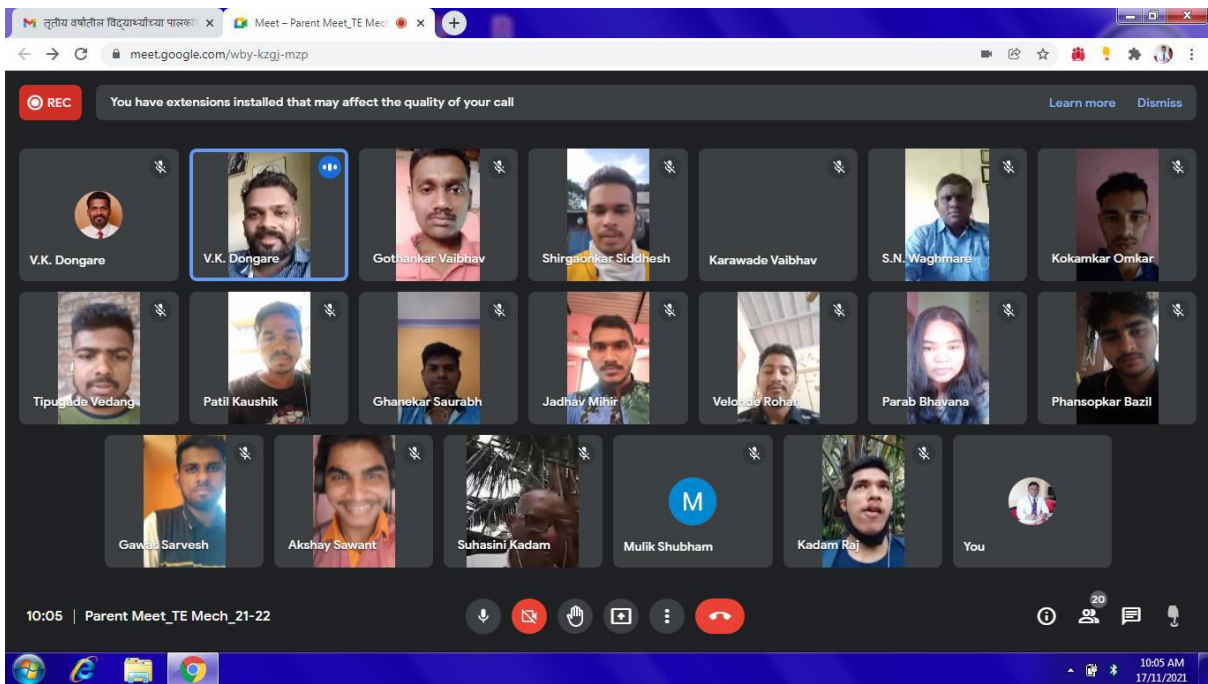 तृतीय वर्षातील विद्यार्थ्यांच्या पालकां
Meet – Parent Meet_TE Mec
meet.google.com/wby-kzgj-mzp
REC
You have extensions installed that may affect the quality of your call
Learn more Dismiss
V.K. Dongare
V.K. Dongare
Gothankar Vaibhav
Shirgaonkar Siddhesh
Karawade Vaibhav
S.N. Waghmare
Kokamkar Omkar
Tipugade Vedang
Patil Kaushik
Ghanekar Saurabh
Jadhav Mihir
Velonde Rohan
Parab Bhavana
Phansopkar Bazil
Gawas Sarvesh
Akshay Sawant
Suhasini Kadam
M
Mulik Shubham
Kadam Raj
You
10:05 | Parent Meet_TE Mech_21-22
20
10:05 AM
17/11/2021